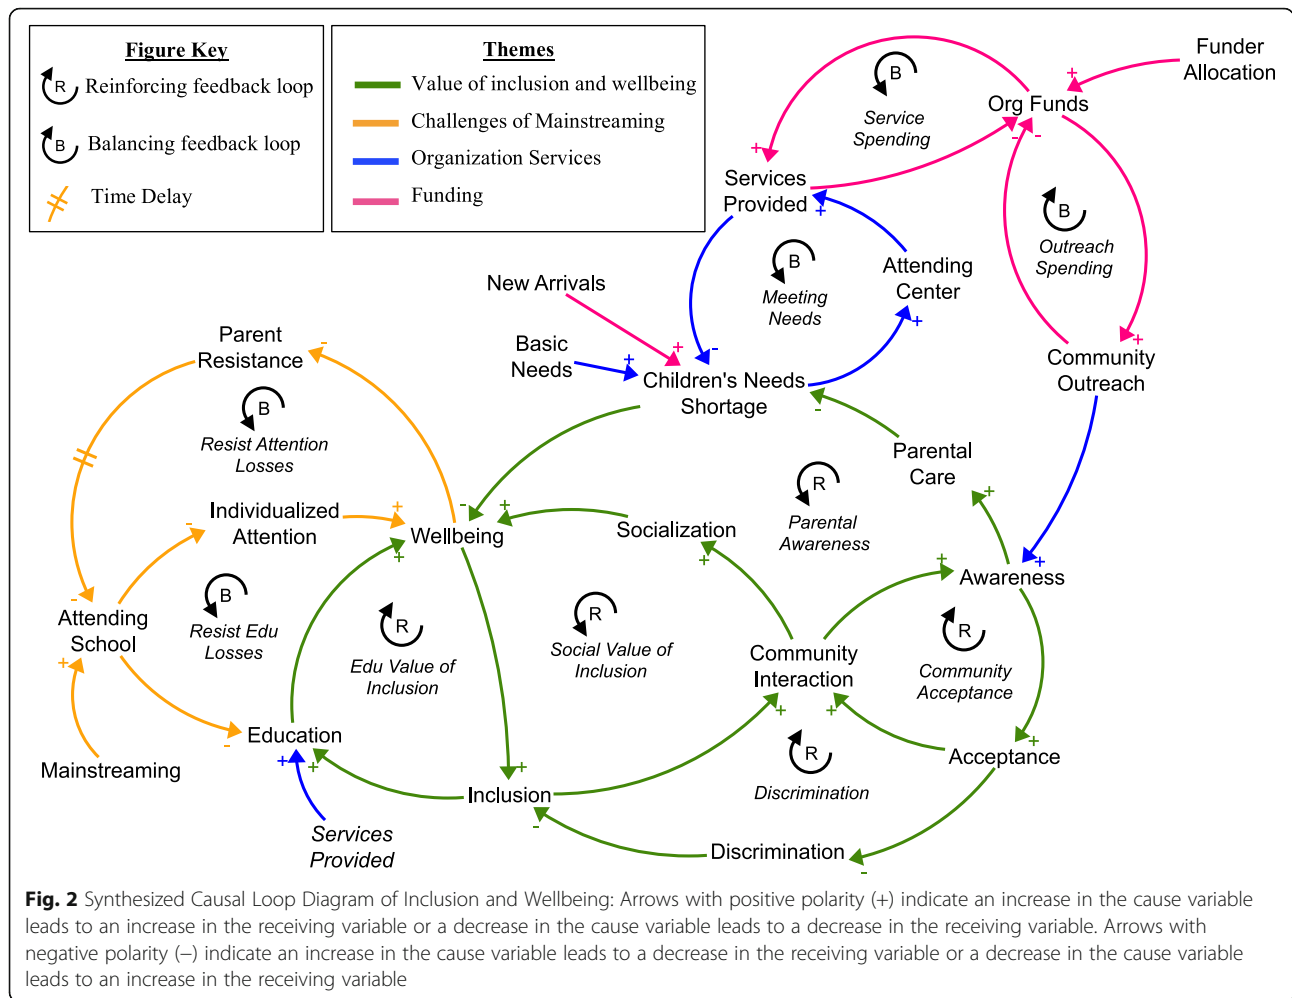 Figure Key
R
Reinforcing feedback loop
B
Balancing feedback loop
Time Delay
Themes
Value of inclusion and wellbeing
Challenges of Mainstreaming
Organization Services
Funding
B
Service
Spending
Funder
Allocation
+
Org Funds
- -
+
Services
Provided
+
B
Outreach
Spending
B
Meeting
Needs
Attending
Center
+
New Arrivals
+
Basic
Needs
+
-
Children's Needs
Shortage
-
+
Community
Outreach
Parent
Resistance
-
B
Resist Attention
Losses
Parental
Care
+
R
Parental
Awareness
Individualized
Attention
-
+
Wellbeing
-
+
+
Socialization
+
+
Awareness
+
-
Attending
School
+
B
Resist Edu
Losses
R
Edu Value of
Inclusion
R
Social Value of
Inclusion
Community
Interaction
+
+
R
Community
Acceptance
Mainstreaming
-
Education
+
+
+
Inclusion
-
R
Discrimination
+
Acceptance
Services
Provided
Discrimination
-
Fig. 2 Synthesized Causal Loop Diagram of Inclusion and Wellbeing: Arrows with positive polarity (+) indicate an increase in the cause variable
leads to an increase in the receiving variable or a decrease in the cause variable leads to a decrease in the receiving variable. Arrows with
negative polarity (−) indicate an increase in the cause variable leads to a decrease in the receiving variable or a decrease in the cause variable
leads to an increase in the receiving variable